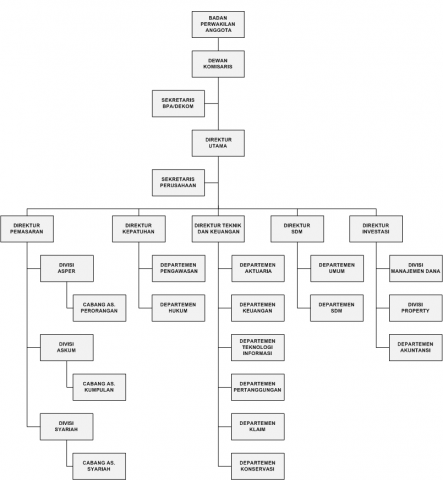 BADAN
PERWAKILAN
ANGGOTA
DEWAN
KOMISARIS
SEKRETARIS
BPA/DEKOM
DIREKTUR
UTAMA
SEKRETARIS
PERUSAHAAN
DIREKTUR
PEMASARAN
DIREKTUR
KEPATUHAN
DIREKTUR TEKNIK
DAN KEUANGAN
DIREKTUR
SDM
DIREKTUR
INVESTASI
DIVISI
ASPER
DEPARTEMEN
PENGAWASAN
DEPARTEMEN
AKTUARIA
DEPARTEMEN
UMUM
DIVISI
MANAJEMEN DANA
CABANG AS.
PERORANGAN
DEPARTEMEN
HUKUM
DEPARTEMEN
KEUANGAN
DEPARTEMEN
SDM
DIVISI
PROPERTY
DIVISI
ASKUM
DEPARTEMEN
TEKNOLOGI
INFORMASI
DEPARTEMEN
AKUNTANSI
CABANG AS.
KUMPULAN
DEPARTEMEN
PERTANGGUNGAN
DIVISI
SYARIAH
DEPARTEMEN
KLAIM
CABANG AS.
SYARIAH
DEPARTEMEN
KONSERVASI